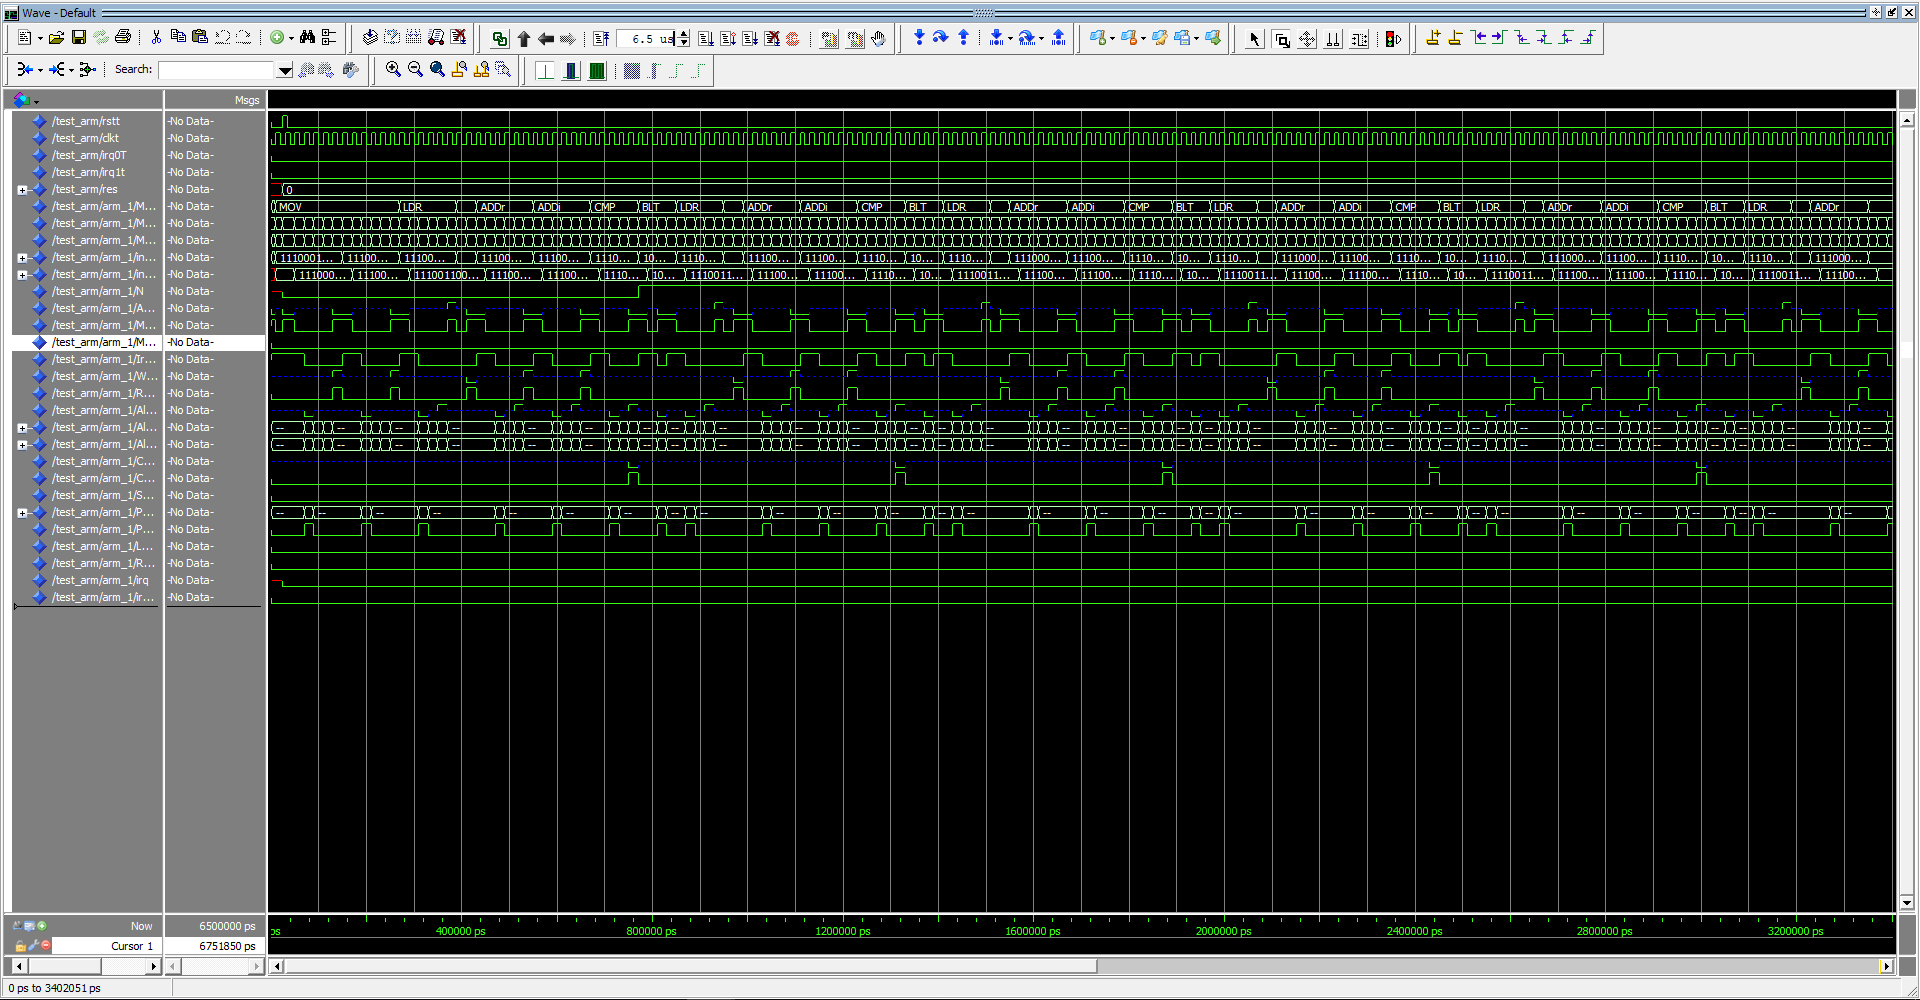 Wave - Default
6.5 us
Search:
Msgs
/test_arm/rstt -No Data-
/test_arm/clkt -No Data-
/test_arm/irq0T -No Data-
/test_arm/irq1t -No Data-
/test_arm/res -No Data- 0
/test_arm/arm_1/M... -No Data- MOV LDR ADDr ADDi CMP BLT LDR ADDr ADDi CMP BLT LDR ADDr ADDi CMP BLT LDR ADDr ADDi CMP BLT LDR ADDr ADDi CMP BLT LDR ADDr
/test_arm/arm_1/M... -No Data-
/test_arm/arm_1/M... -No Data-
/test_arm/arm_1/in... -No Data- 1110001... 11100... 11100... 11100... 11100... 1110... 10... 1110... 11100... 11100... 1110... 10... 1110... 111000... 11100... 1110... 10... 1110... 111000... 11100... 1110... 10... 1110... 111000... 11100... 1110... 10... 1110... 111000...
/test_arm/arm_1/in... -No Data- 111000... 11100... 11100100... 11100... 11100... 1110... 10... 1110011... 11100... 11100... 1110... 10... 1110011... 11100... 11100... 1110... 10... 1110011... 11100... 11100... 1110... 10... 1110011... 11100... 11100... 1110... 10... 1110011... 11100...
/test_arm/arm_1/N -No Data-
/test_arm/arm_1/A... -No Data-
/test_arm/arm_1/M... -No Data-
/test_arm/arm_1/M... -No Data-
/test_arm/arm_1/Ir... -No Data-
/test_arm/arm_1/W... -No Data-
/test_arm/arm_1/R... -No Data-
/test_arm/arm_1/Al... -No Data-
/test_arm/arm_1/Al... -No Data-
/test_arm/arm_1/Al... -No Data-
/test_arm/arm_1/C... -No Data-
/test_arm/arm_1/C... -No Data-
/test_arm/arm_1/S... -No Data-
/test_arm/arm_1/P... -No Data-
/test_arm/arm_1/P... -No Data-
/test_arm/arm_1/L... -No Data-
/test_arm/arm_1/R... -No Data-
/test_arm/arm_1/irq -No Data-
/test_arm/arm_1/ir... -No Data-
Now 6500000 ps
ps 400000 ps 800000 ps 1200000 ps 1600000 ps 2000000 ps 2400000 ps 2800000 ps 3200000 ps
Cursor 1 6751850 ps
0 ps to 3402051 ps